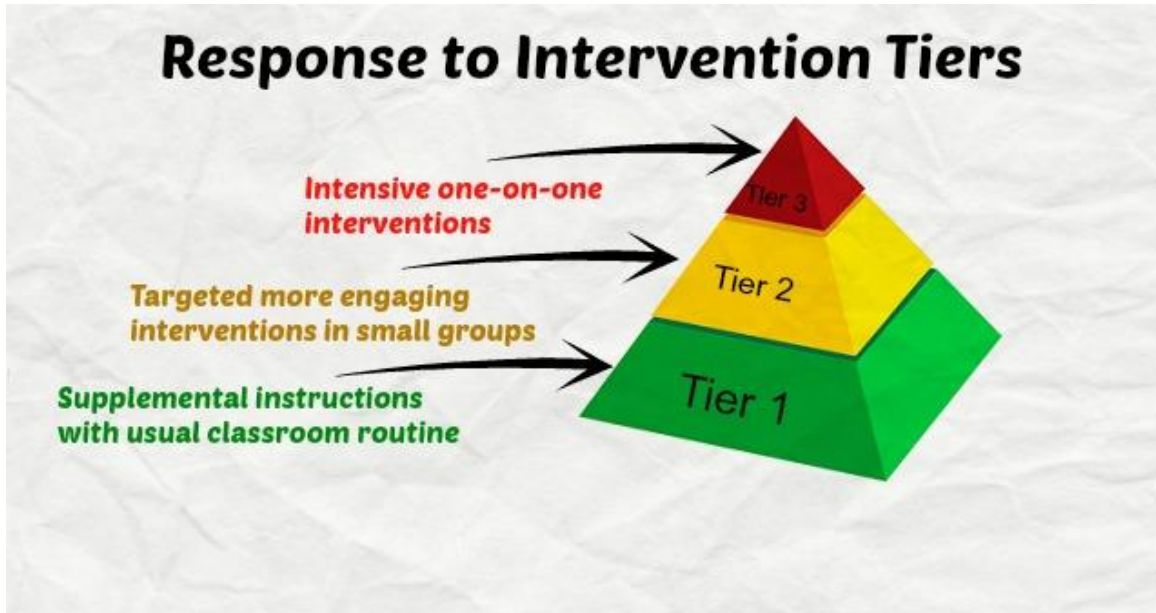 Response to Intervention Tiers
Intensive one-on-one
interventions
Tier 3
Targeted more engaging
interventions in small groups
Tier 2
Supplemental instructions
with usual classroom routine
Tier 1